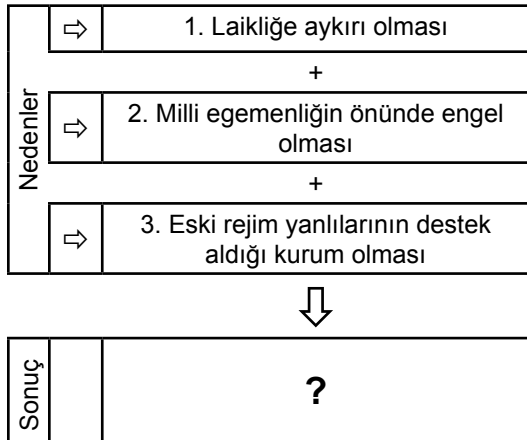 Nedenler
⇨ 1. Laikliğe aykırı olması
+
⇨ 2. Milli egemenliğin önünde engel
olması
+
⇨ 3. Eski rejim yanlılarının destek
aldığı kurum olması
⇩
Sonuç
?